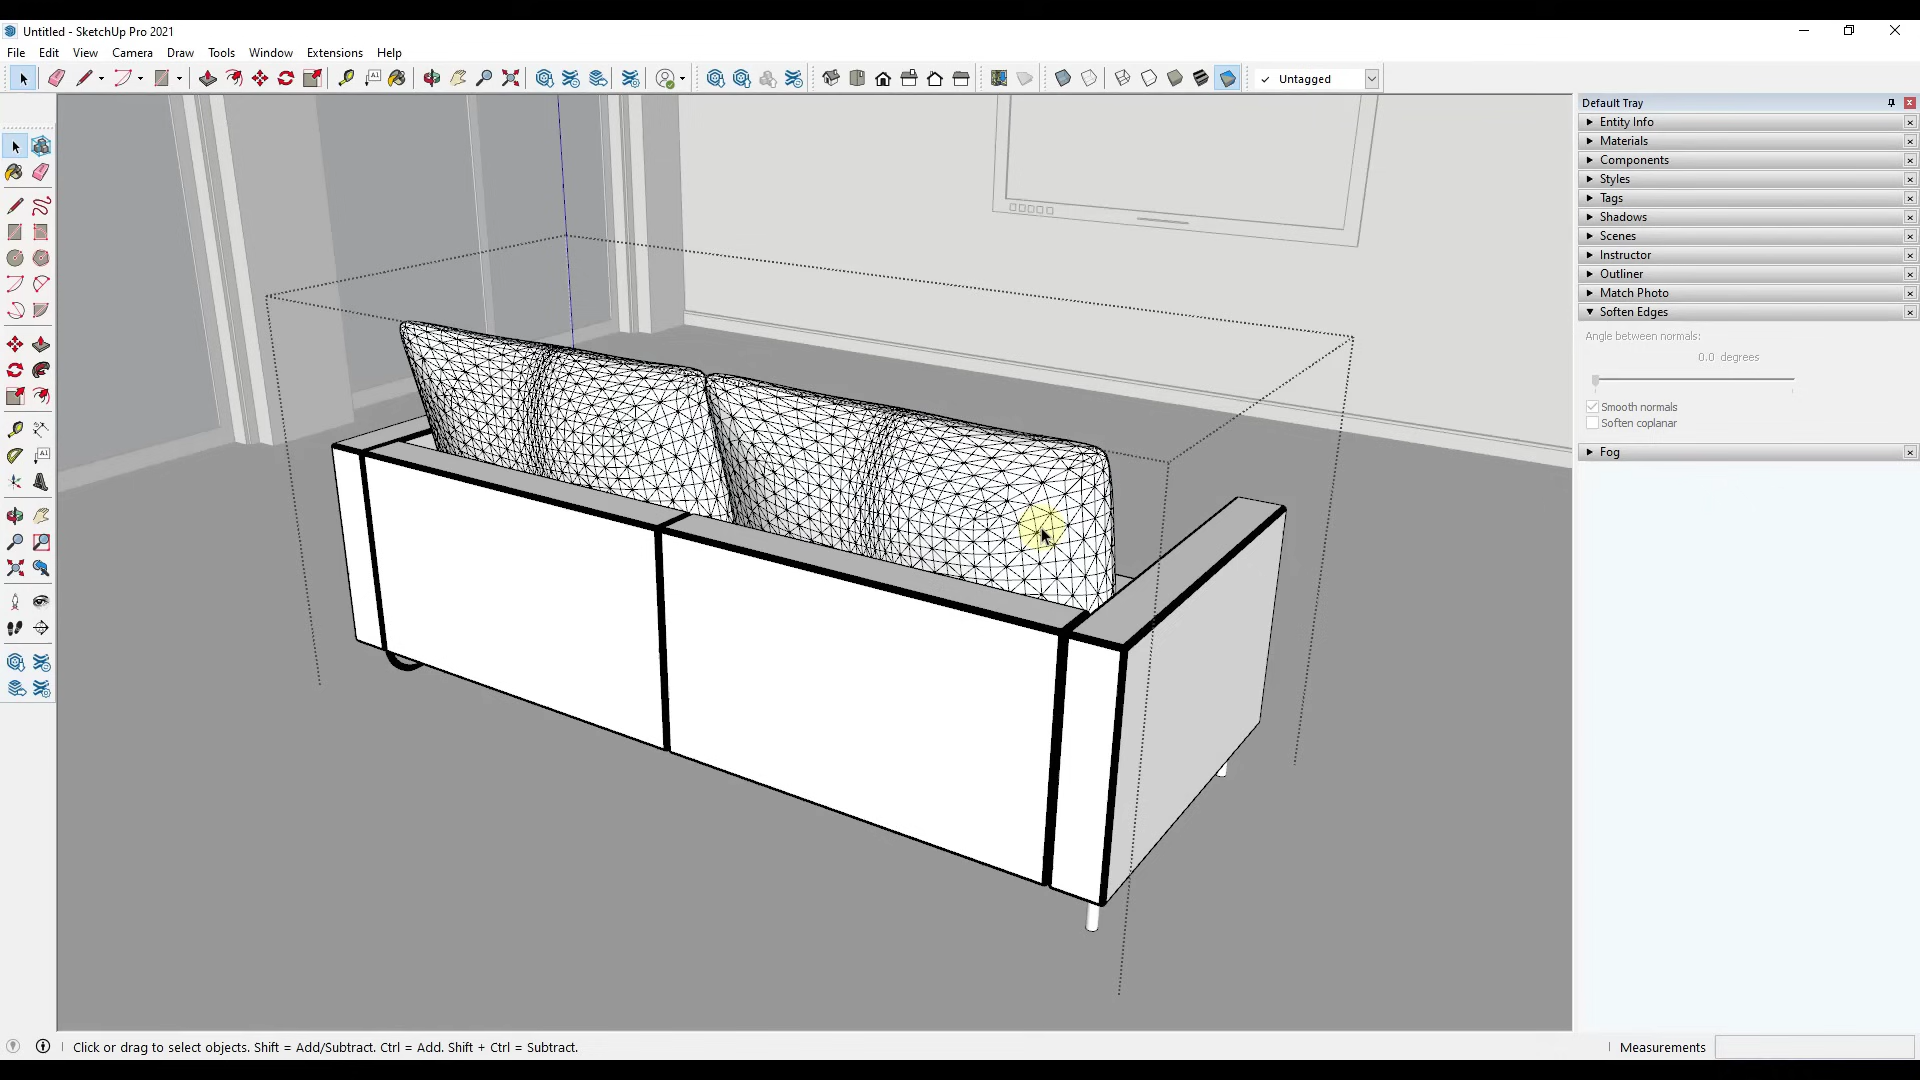 Untitled - SketchUp Pro 2021
File Edit View Camera Draw Tools Window Extensions Help
A1
✓ Untagged
Default Tray
Entity Info
Materials
Components
Styles
Tags
Shadows
Scenes
Instructor
Outliner
Match Photo
Soften Edges
Angle between normals:
0.0 degrees
Smooth normals
Soften coplanar
Fog
A1
Click or drag to select objects. Shift = Add/Subtract. Ctrl = Add. Shift + Ctrl = Subtract.
Measurements